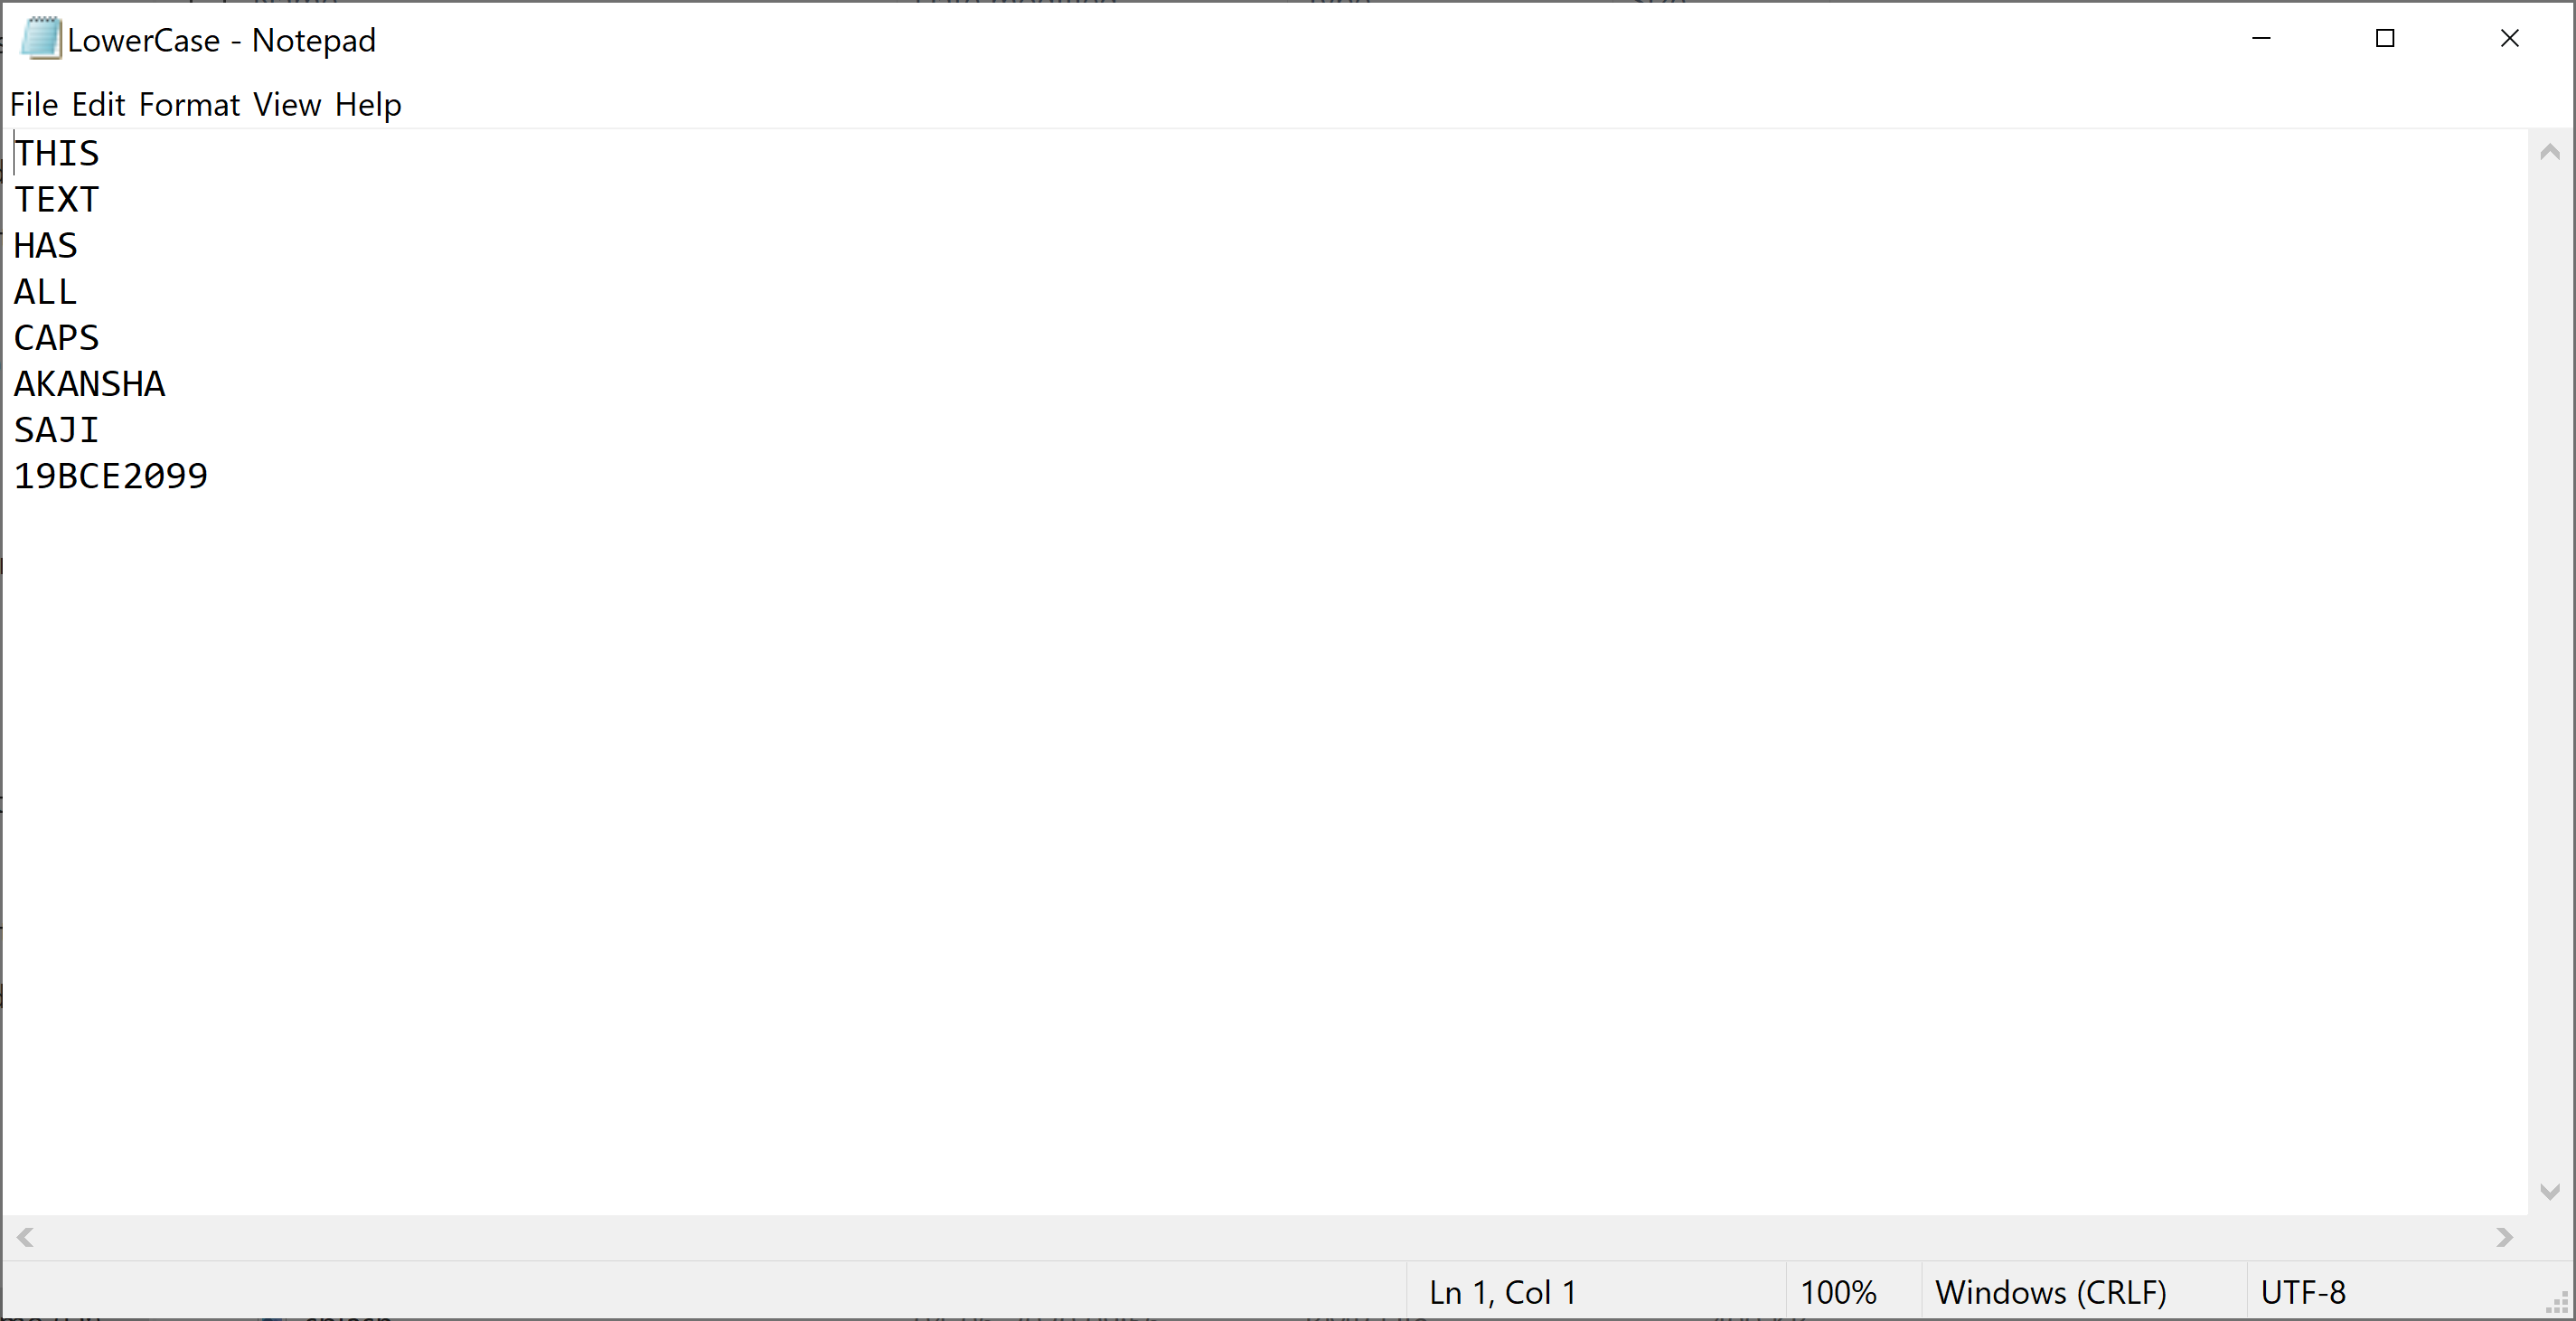 LowerCase - Notepad
File Edit Format View Help
THIS
TEXT
HAS
ALL
CAPS
AKANSHA
SAJI
19BCE2099
Ln 1, Col 1 100% Windows (CRLF) UTF-8